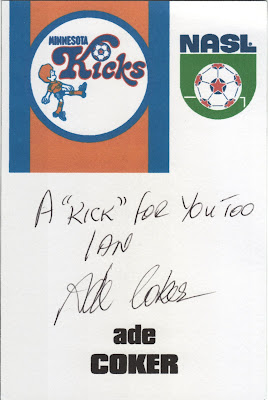 MINNESOTA
Kicks
NASL
A "KICK" FOR YOU TOO
IAN
Ade Coker
ade
COKER